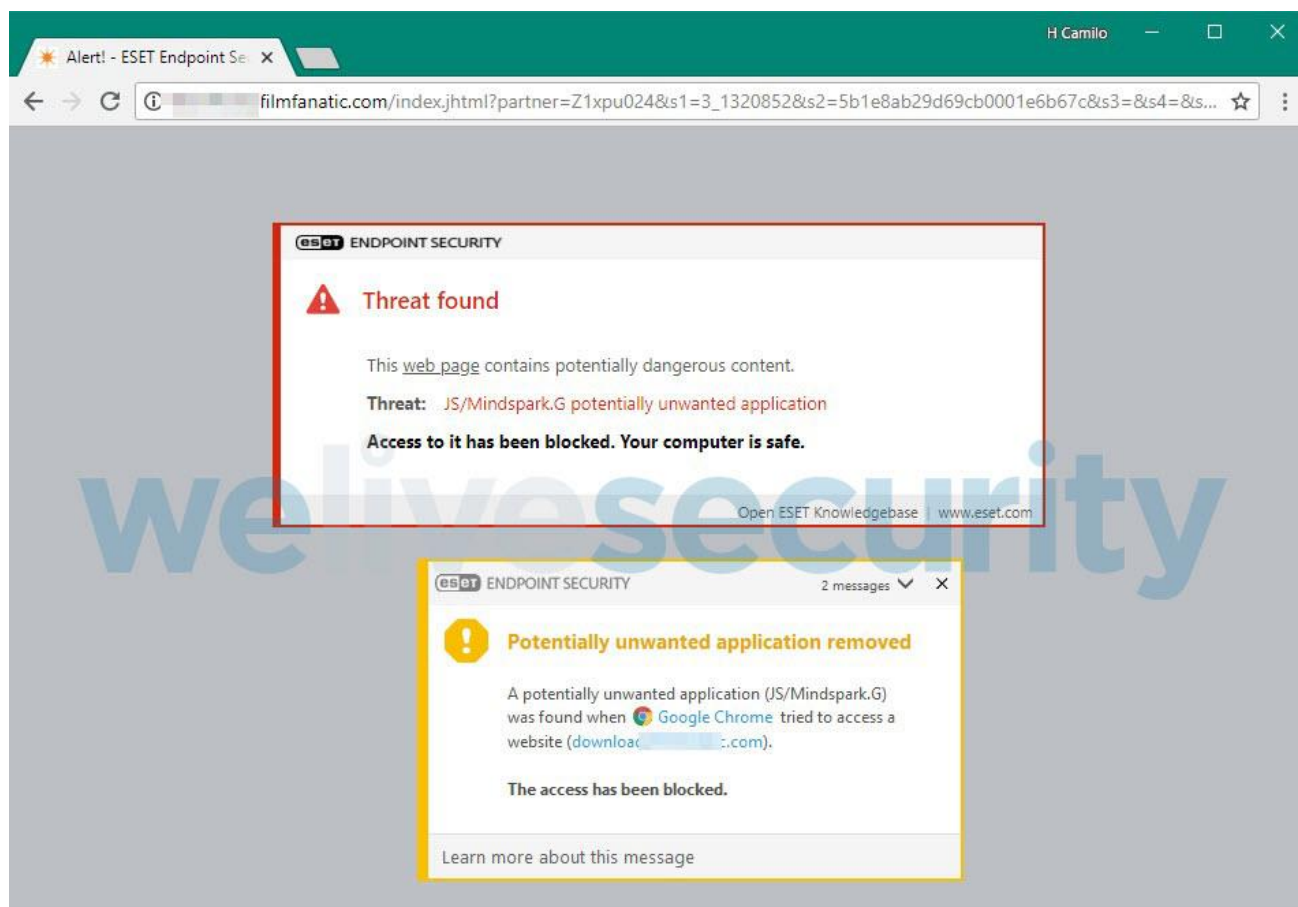 H Camilo
Alert! - ESET Endpoint Se
filmfanatic.com/index.jhtml?partner=Z1xpu024&s1=3_1320852&s2=5b1e8ab29d69cb0001e6b67c&s3=&s4=&s...
eset ENDPOINT SECURITY
Threat found
This web page contains potentially dangerous content.
Threat: JS/Mindspark.G potentially unwanted application
Access to it has been blocked. Your computer is safe.
welivesecurity
Open ESET Knowledgebase | www.eset.com
eset ENDPOINT SECURITY 2 messages
Potentially unwanted application removed
A potentially unwanted application (JS/Mindspark.G)
was found when Google Chrome tried to access a
website (download .com).
The access has been blocked.
Learn more about this message